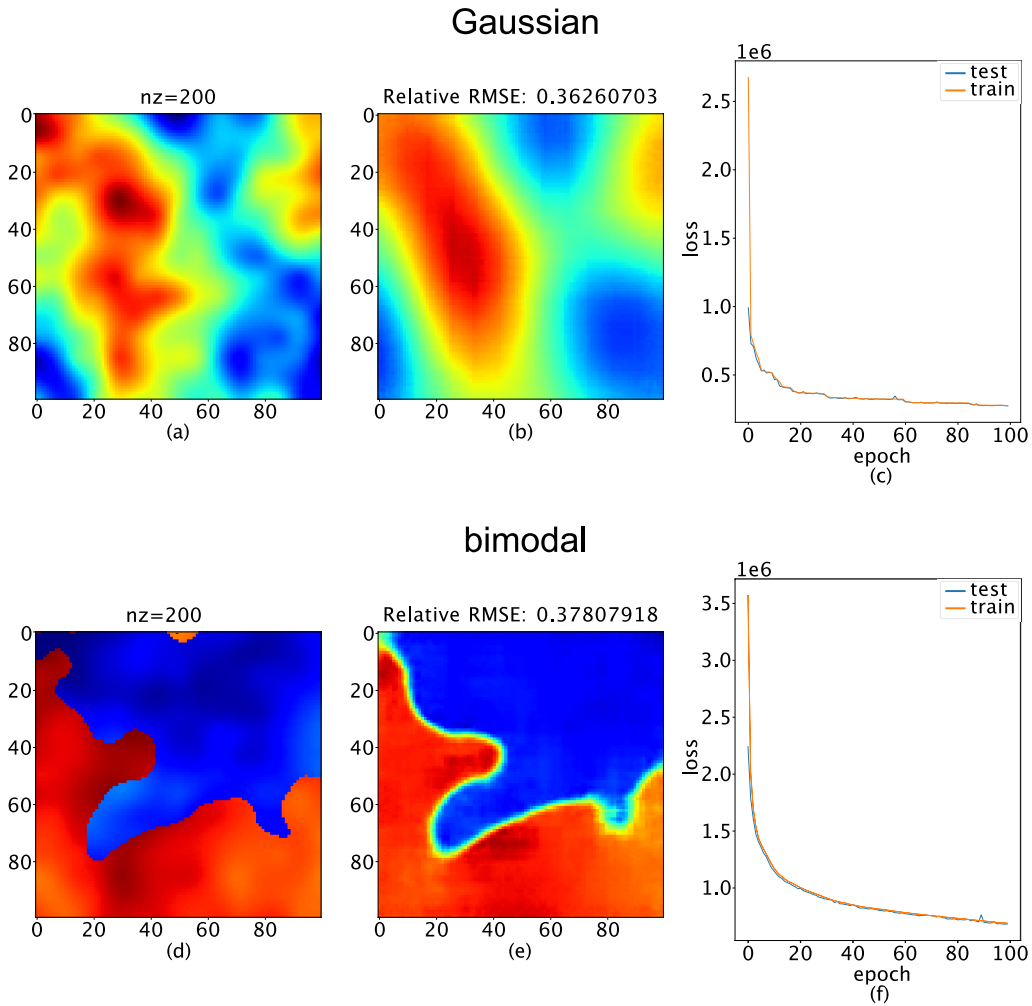 Gaussian
nz=200
0
20
40
60
80
0 20 40 60 80
(a)
Relative RMSE: 0.36260703
0
20
40
60
80
0 20 40 60 80
(b)
1e6
test
train
2.5
2.0
1.5
1.0
0.5
loss
0 20 40 60 80 100
epoch
(c)
bimodal
nz=200
0
20
40
60
80
0 20 40 60 80
(d)
Relative RMSE: 0.37807918
0
20
40
60
80
0 20 40 60 80
(e)
1e6
test
train
3.5
3.0
2.5
2.0
1.5
1.0
loss
0 20 40 60 80 100
epoch
(f)